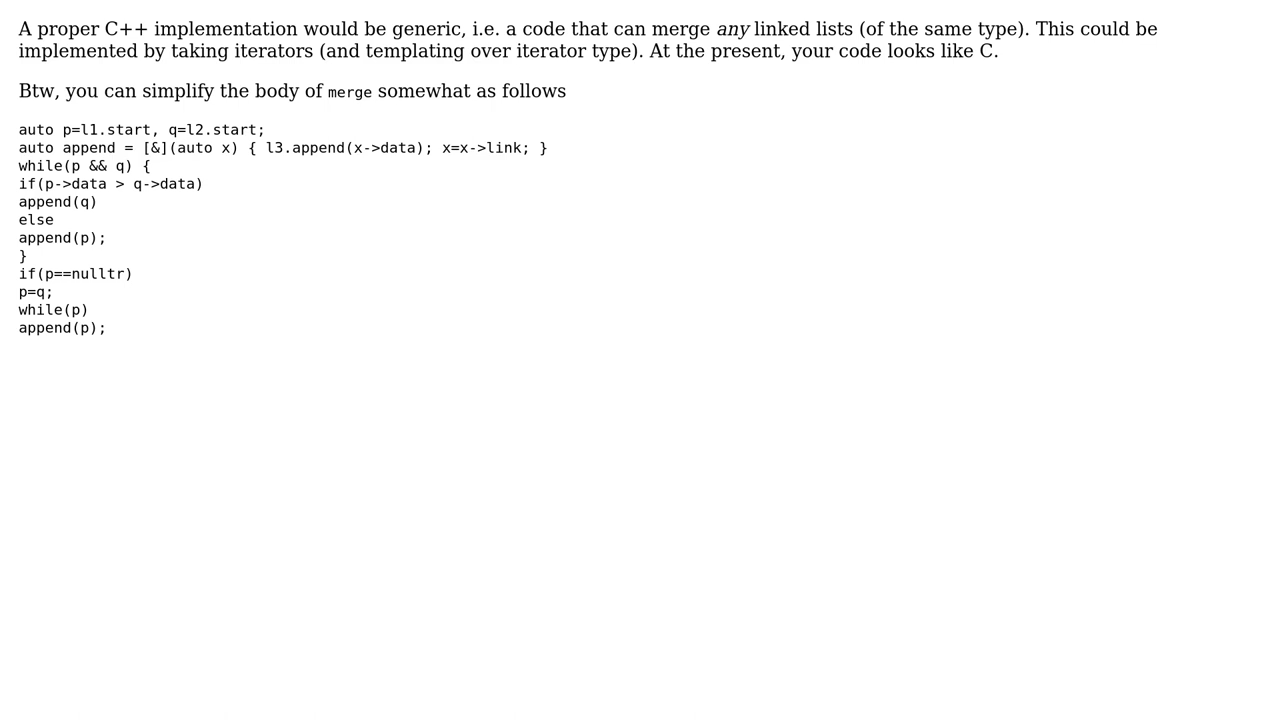 A proper C++ implementation would be generic, i.e. a code that can merge any linked lists (of the same type). This could be
implemented by taking iterators (and templating over iterator type). At the present, your code looks like C.
Btw, you can simplify the body of merge somewhat as follows
auto p=l1.start, q=l2.start;
auto append = [&](auto x) { l3.append(x->data); x=x->link; }
while(p && q) {
if(p->data > q->data)
append(q)
else
append(p);
}
if(p==nulltr)
p=q;
while(p)
append(p);